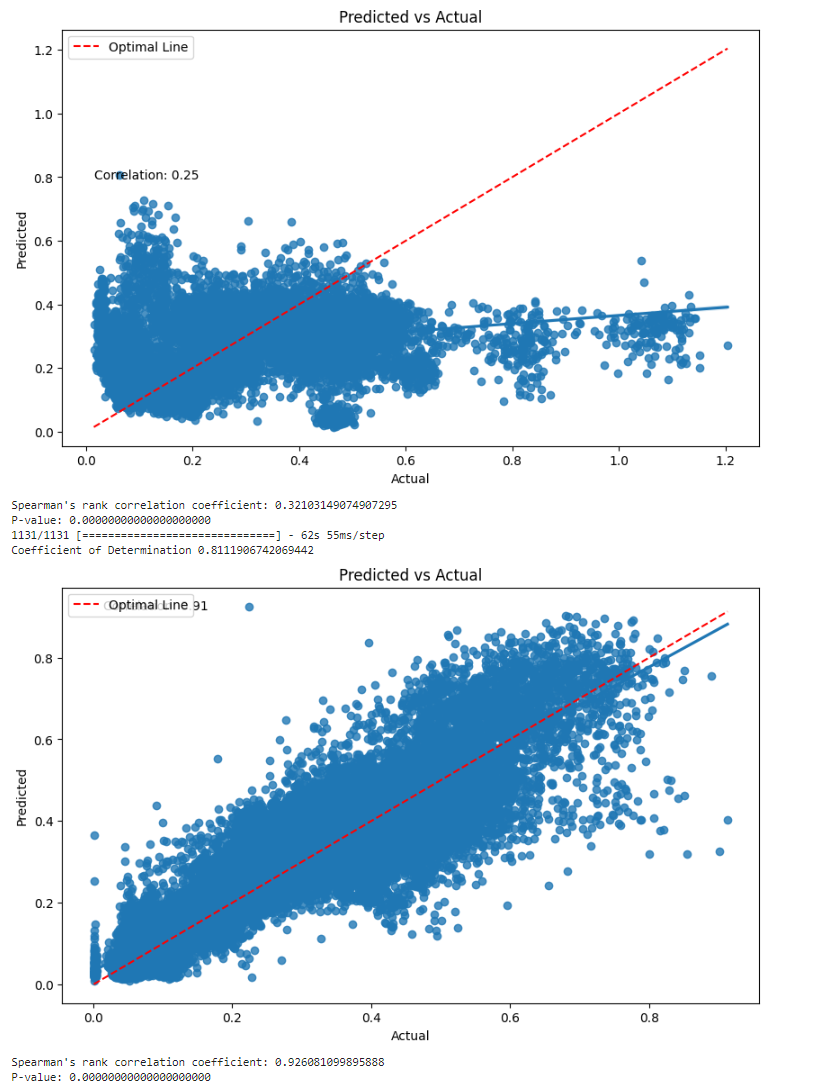 Predicted vs Actual
Optimal Line
1.2
1.0
Correlation: 0.25
0.8
Predicted
0.6
0.4
0.2
0.0
0.0 0.2 0.4 0.6 0.8 1.0 1.2
Actual
Spearman's rank correlation coefficient: 0.32103149074907295
P-value: 0.00000000000000000000
1131/1131 [==============================] - 62s 55ms/step
Coefficient of Determination 0.8111906742069442
Predicted vs Actual
Optimal Line 91
0.8
0.6
Predicted
0.4
0.2
0.0
0.0 0.2 0.4 0.6 0.8
Actual
Spearman's rank correlation coefficient: 0.926081099895888
P-value: 0.00000000000000000000